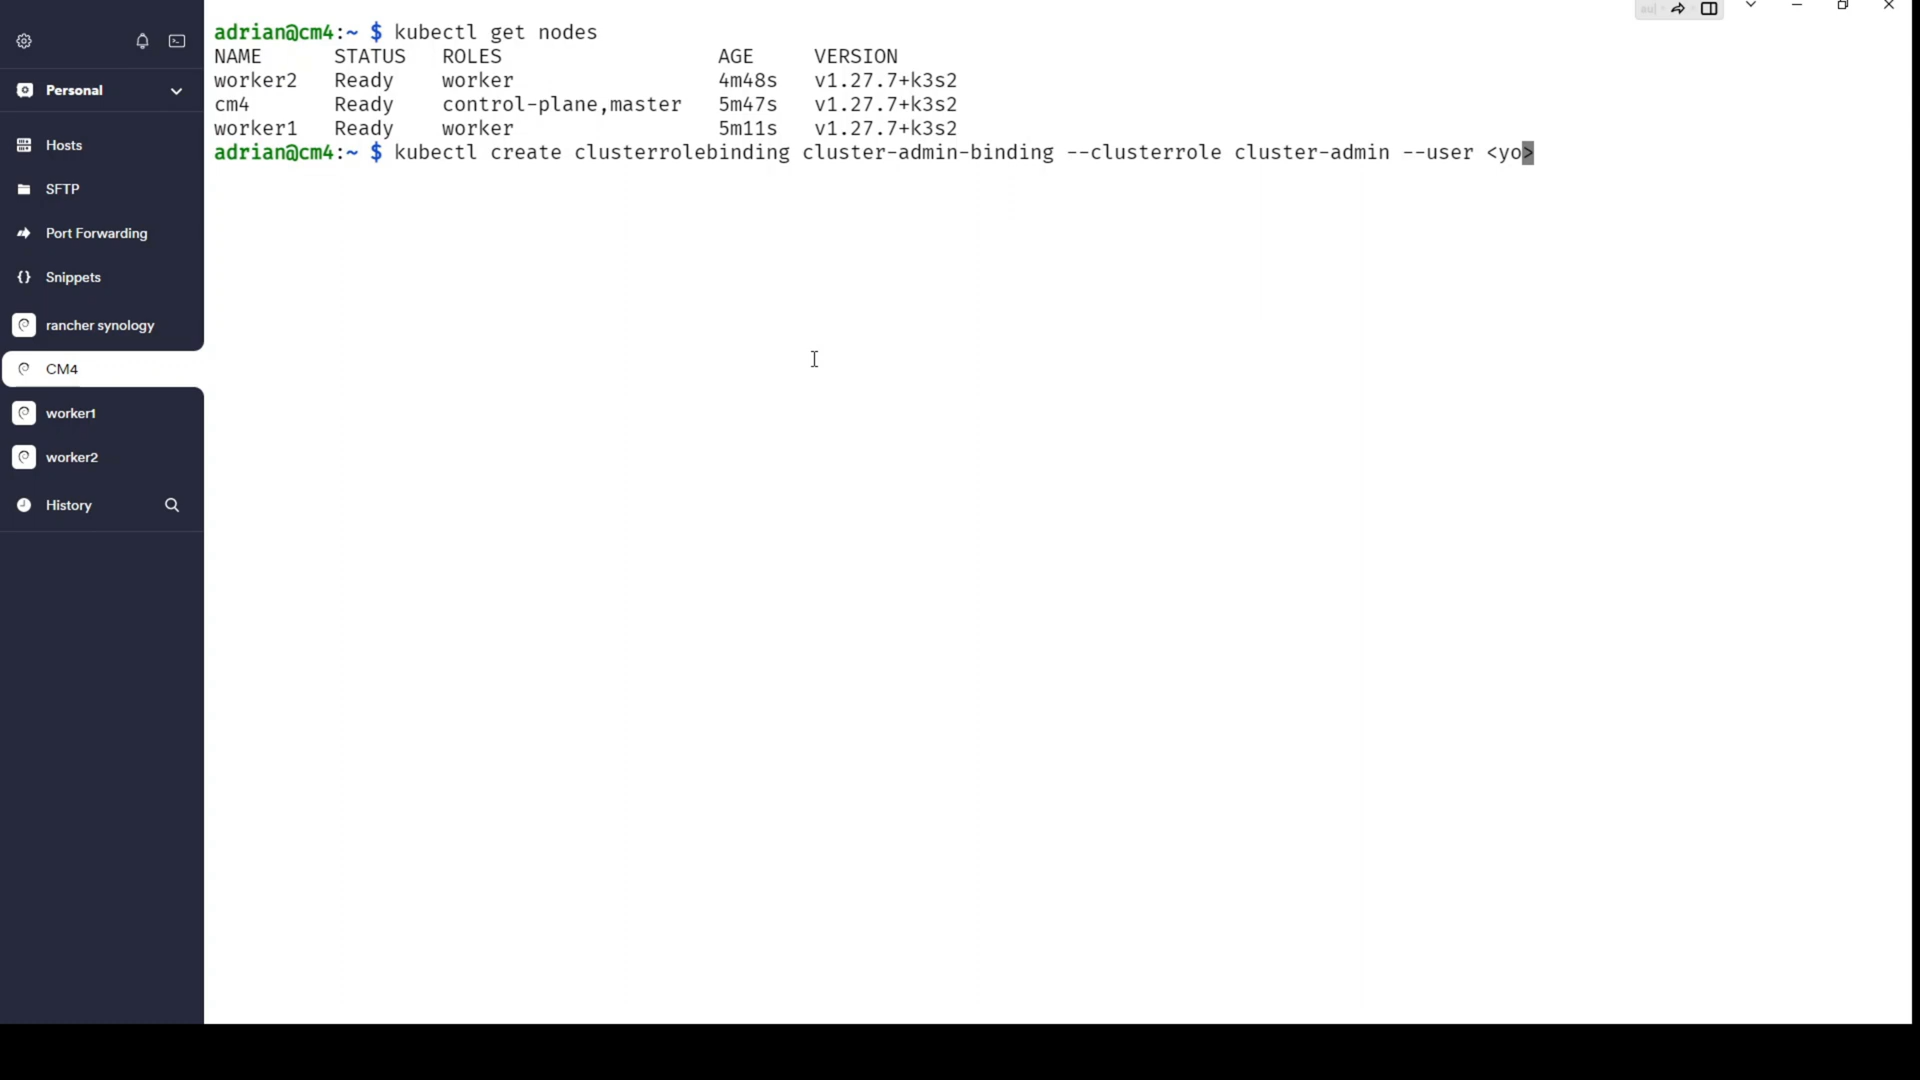 Personal
Hosts
SFTP
Port Forwarding
Snippets
rancher synology
CM4
worker1
worker2
History
adrian@cm4:~ $ kubectl get nodes
NAME STATUS ROLES AGE VERSION
worker2 Ready worker 4m48s v1.27.7+k3s2
cm4 Ready control-plane,master 5m47s v1.27.7+k3s2
worker1 Ready worker 5m11s v1.27.7+k3s2
adrian@cm4:~ $ kubectl create clusterrolebinding cluster-admin-binding --clusterrole cluster-admin --user <yo>